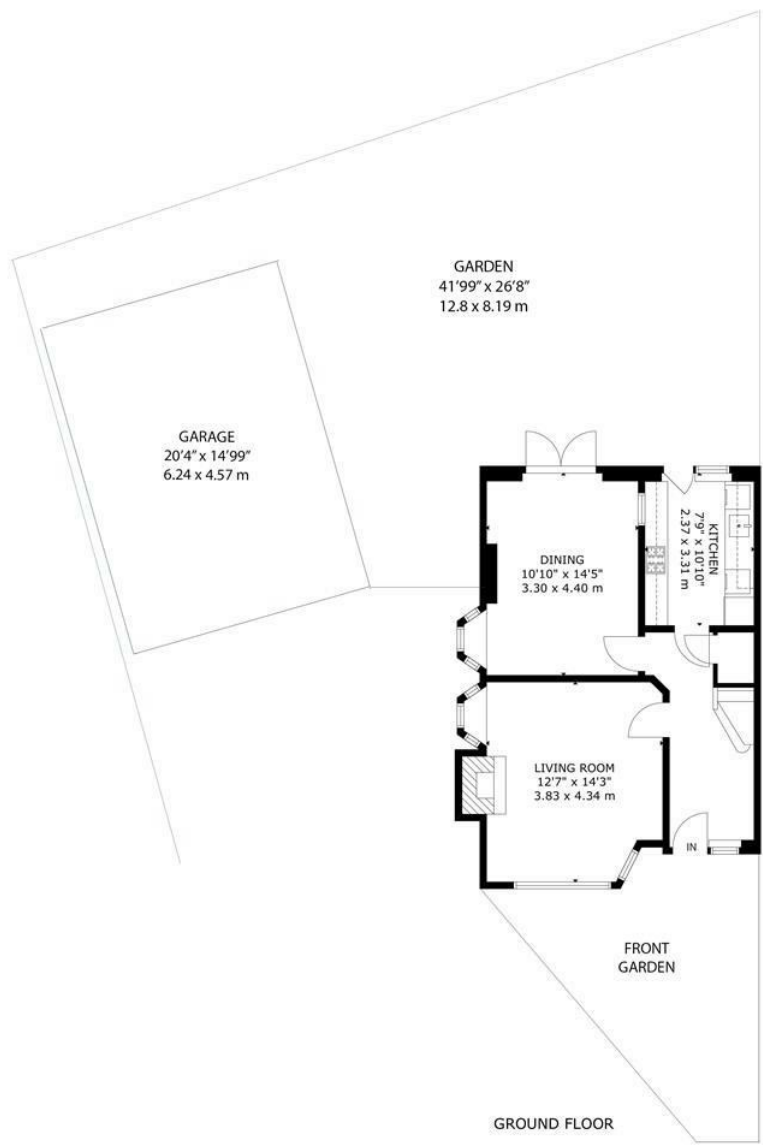 GARDEN
41'99" x 26'8"
12.8 x 8.19 m
GARAGE
20'4" x 14'99"
6.24 x 4.57 m
KITCHEN
7'9" x 10'10"
2.37 x 3.31 m
DINING
10'10" x 14'5"
3.30 x 4.40 m
LIVING ROOM
12'7" x 14'3"
3.83 x 4.34 m
IN
FRONT
GARDEN
GROUND FLOOR